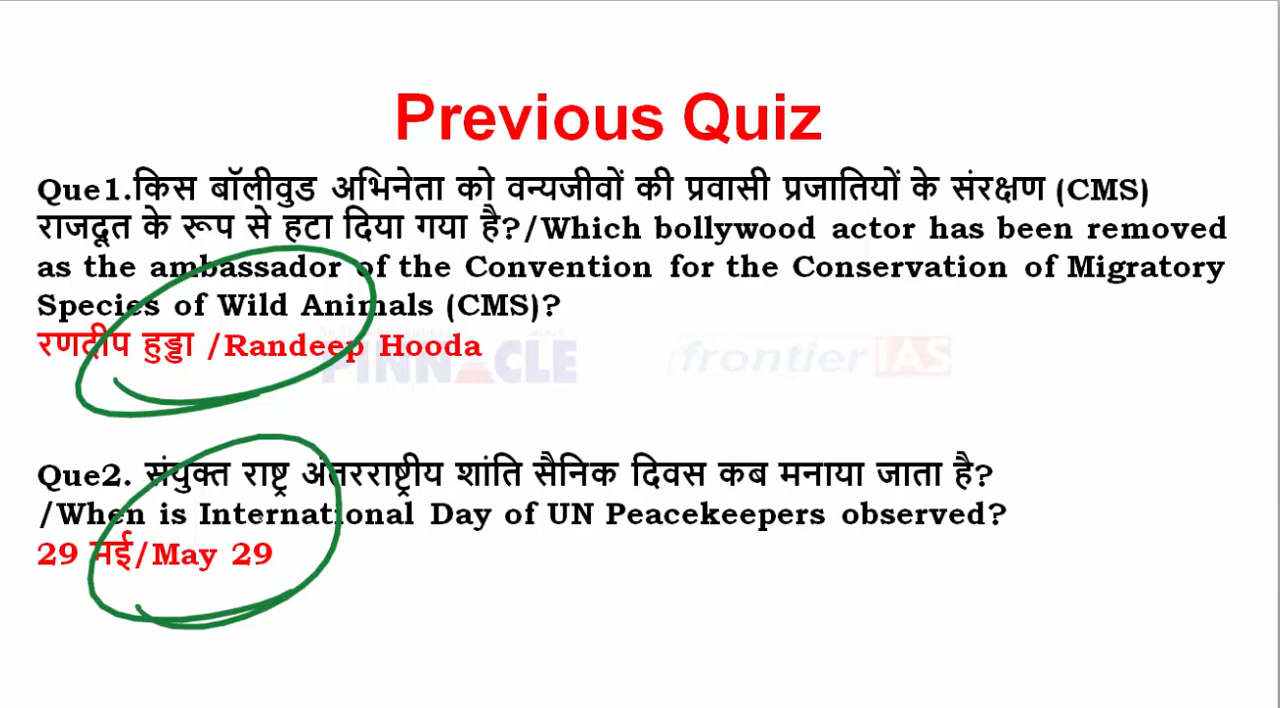 Previous Quiz
Que1.किस बॉलीवुड अभिनेता को वन्यजीवों की प्रवासी प्रजातियों के संरक्षण (CMS)
राजदूत के रूप से हटा दिया गया है?/Which bollywood actor has been removed
as the ambassador of the Convention for the Conservation of Migratory
Species of Wild Animals (CMS)?
रणदीप हुड्डा /Randeep Hooda
PINNACLE
frontier IAS
Que2. संयुक्त राष्ट्र अंतरराष्ट्रीय शांति सैनिक दिवस कब मनाया जाता है?
/When is International Day of UN Peacekeepers observed?
29 मई/May 29